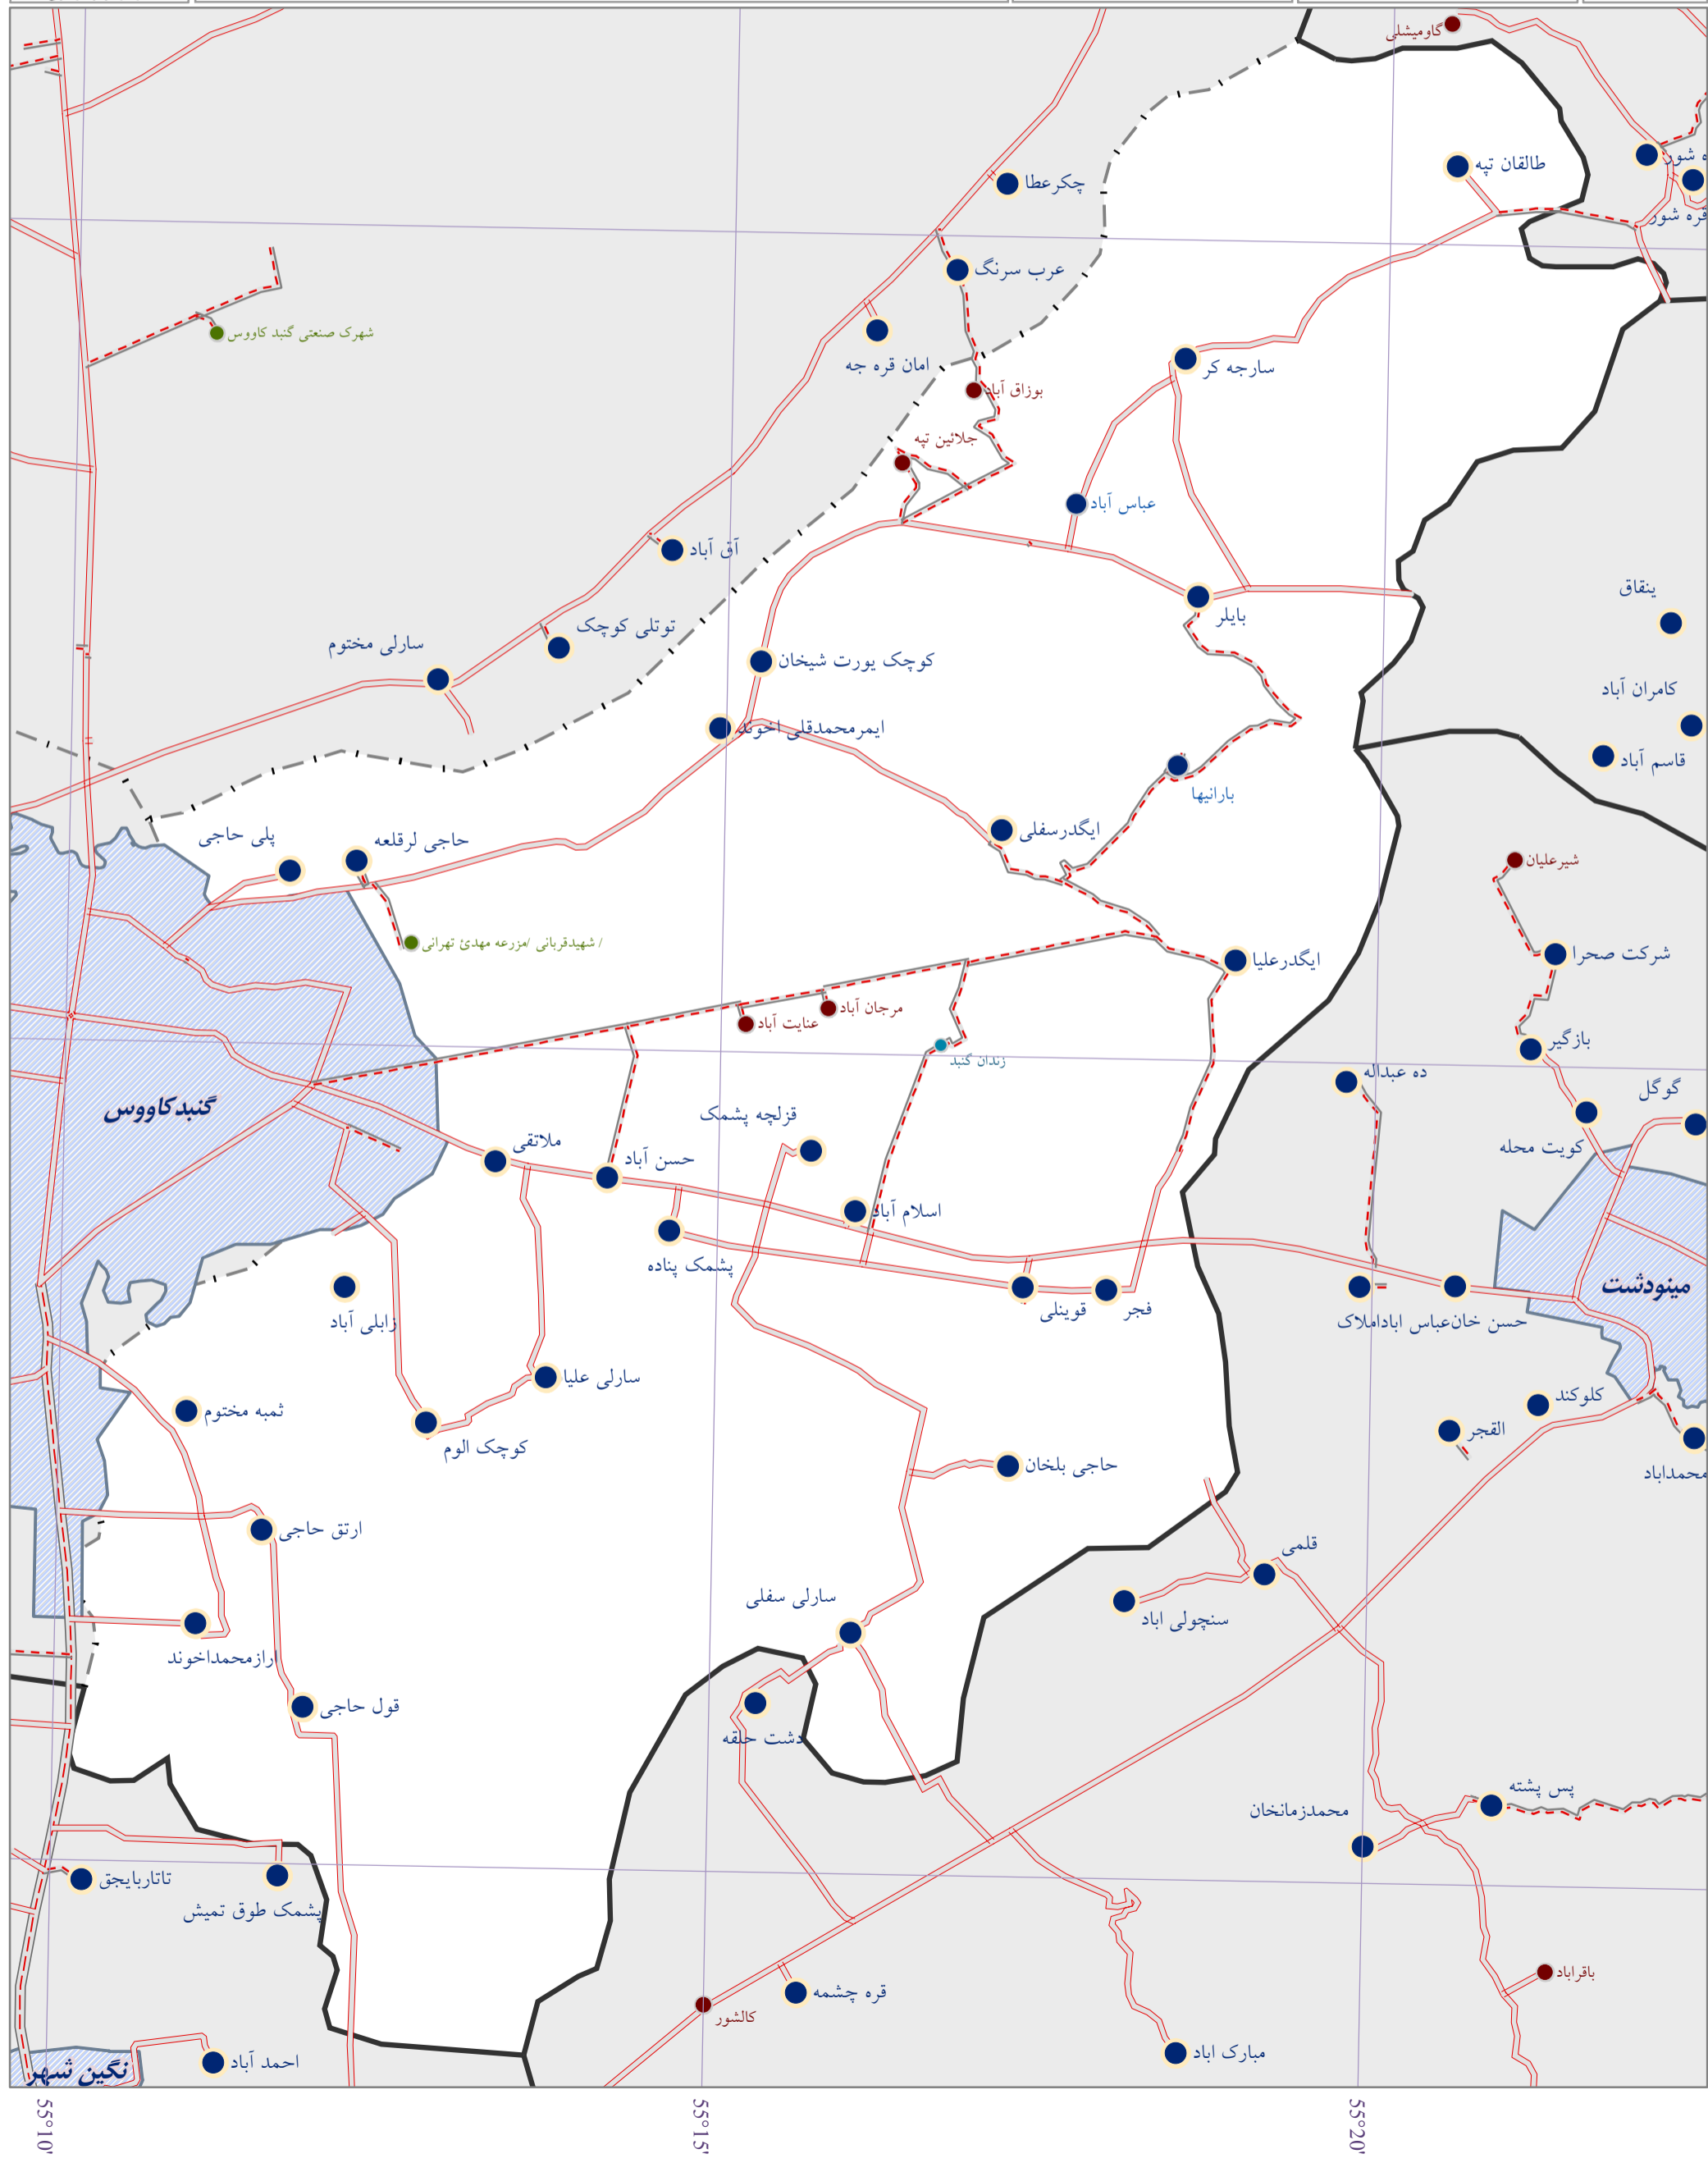 گاومیشلی
طالقان تپه
ه شور
قره شور
چکرعطا
عرب سرنگ
شهرک صنعتی گنبد کاووس
امان قره جه
سارجه کر
بوزاق آباد
جلائین تپه
عباس آباد
آق آباد
ینقاق
بایلر
توتلی کوچک
سارلی مختوم
کوچک یورت شیخان
کامران آباد
ایمرمحمدقلی اخوند
قاسم آباد
بارانیها
ایگدرسفلی
پلی حاجی
حاجی لرقلعه
شیرعلیان
/ شهیدقربانی /مزرعه مهدئ تهرانی
شرکت صحرا
ایگدرعلیا
مرجان آباد
عنایت آباد
بازگیر
زندان گنبد
ده عبداله
گوگل
گنبدکاووس
قزلچه پشمک
ملاتقی
کویت محله
حسن آباد
اسلام آباد
پشمک پناده
مینودشت
زابلی آباد
قوینلی
فجر
عباس اباداملاک
حسن خان
سارلی علیا
کلوکند
ثمبه مختوم
القجر
کوچک الوم
حاجی بلخان
محمداباد
ارتق حاجی
قلمی
سارلی سفلی
سنچولی اباد
ارازمحمداخوند
قول حاجی
دشت حلقه
پس پشته
محمدزمانخان
تاتاربایجق
پشمک طوق تمیش
باقراباد
قره چشمه
کالشور
نگین شهر
احمد آباد
مبارک اباد
55°10'
55°15'
55°20'